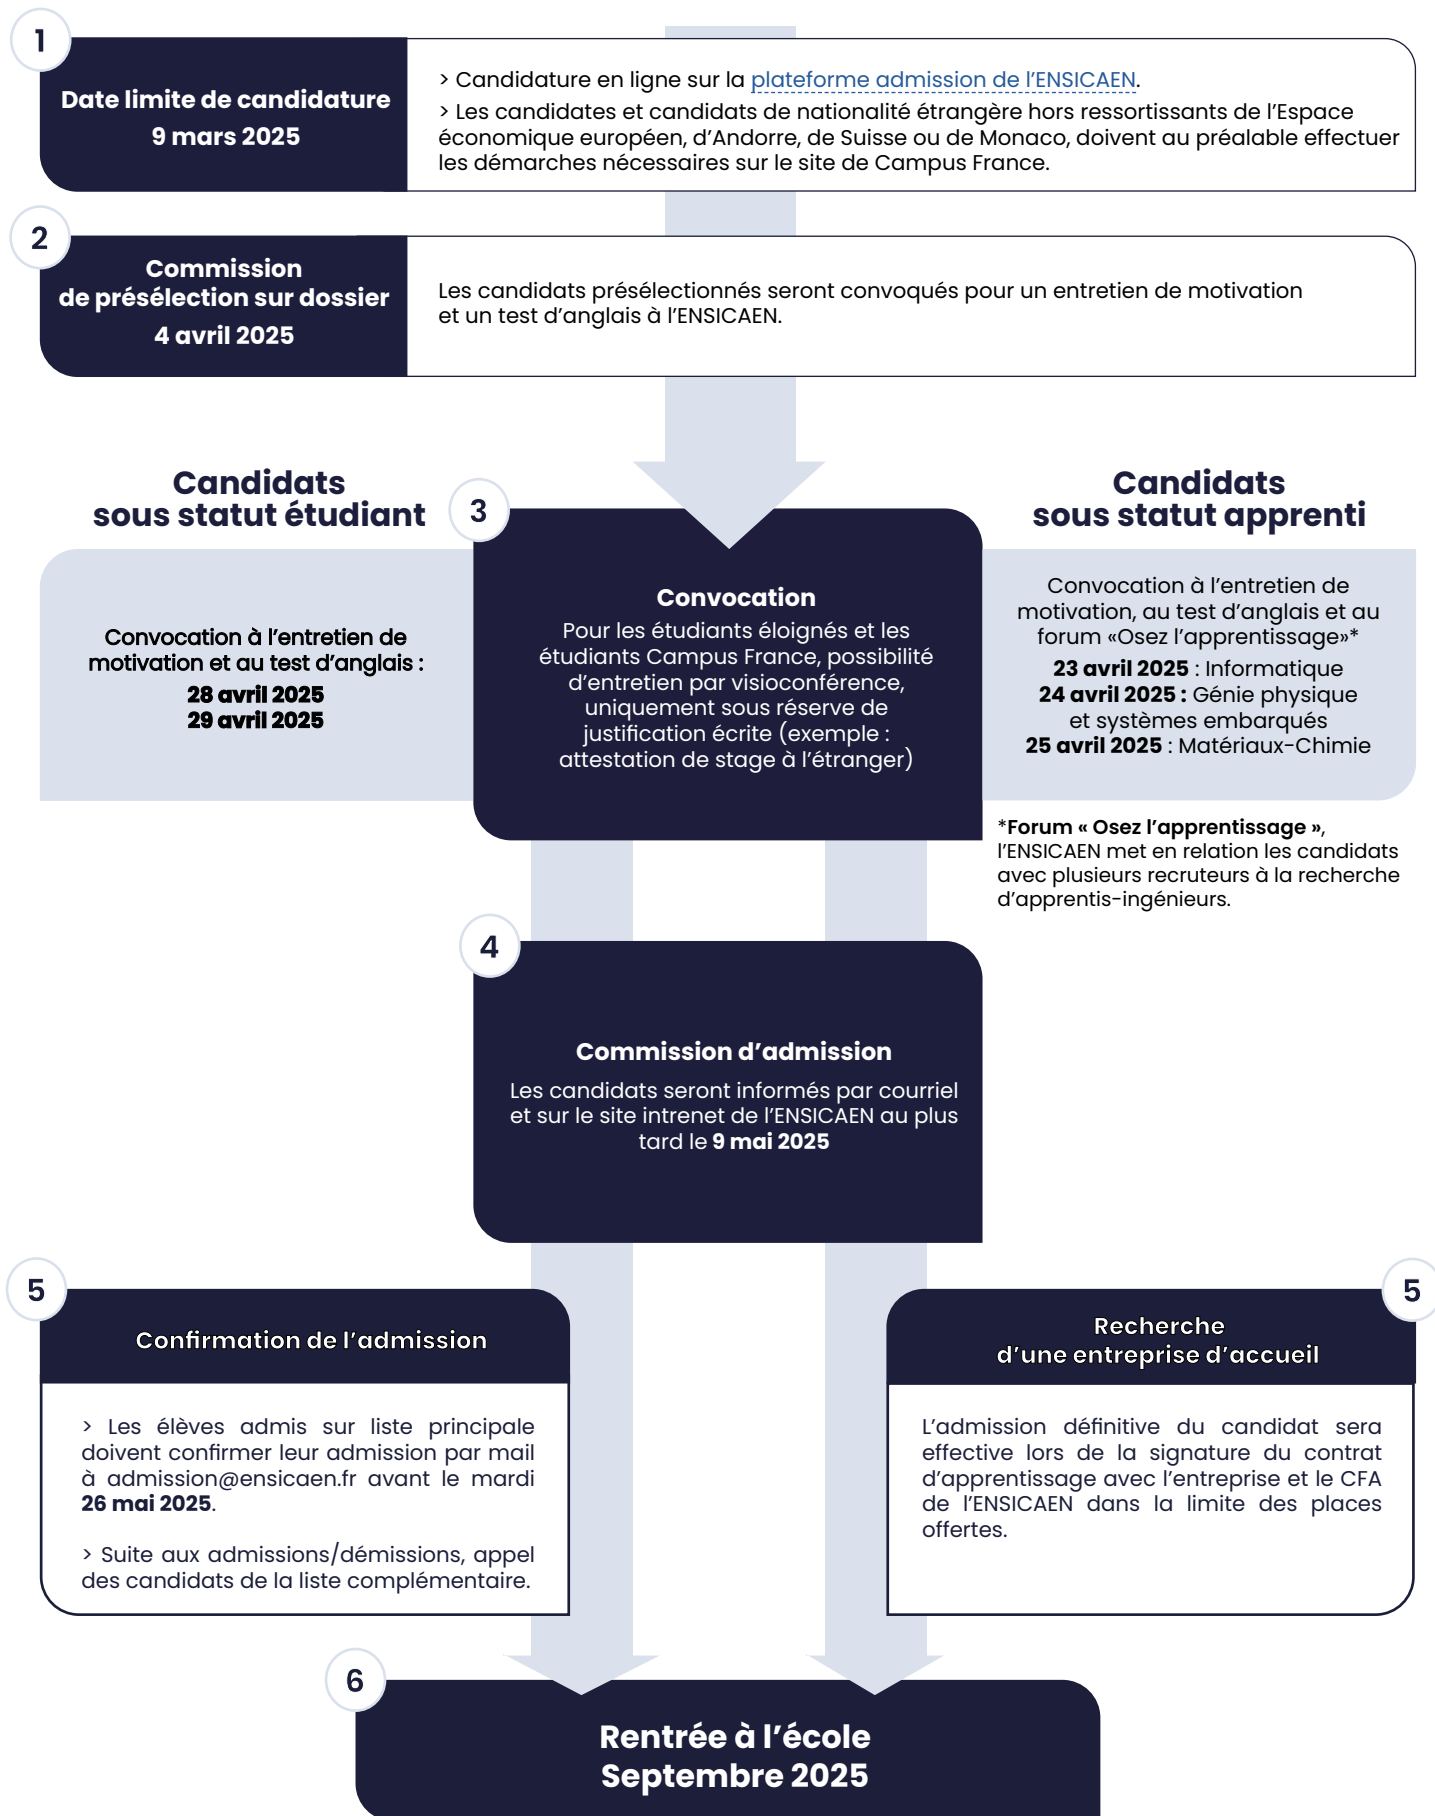 1
Date limite de candidature
9 mars 2025
> Candidature en ligne sur la plateforme admission de l’ENSICAEN.
> Les candidates et candidats de nationalité étrangère hors ressortissants de l’Espace
économique européen, d’Andorre, de Suisse ou de Monaco, doivent au préalable effectuer
les démarches nécessaires sur le site de Campus France.
2
Commission
de présélection sur dossier
4 avril 2025
Les candidats présélectionnés seront convoqués pour un entretien de motivation
et un test d’anglais à l’ENSICAEN.
Candidats
sous statut étudiant
Convocation à l’entretien de
motivation et au test d’anglais :
28 avril 2025
29 avril 2025
3
Convocation
Pour les étudiants éloignés et les
étudiants Campus France, possibilité
d’entretien par visioconférence,
uniquement sous réserve de
justification écrite (exemple :
attestation de stage à l’étranger)
Candidats
sous statut apprenti
Convocation à l’entretien de
motivation, au test d’anglais et au
forum «Osez l’apprentissage»*
23 avril 2025 : Informatique
24 avril 2025 : Génie physique
et systèmes embarqués
25 avril 2025 : Matériaux-Chimie
*Forum « Osez l’apprentissage »,
l’ENSICAEN met en relation les candidats
avec plusieurs recruteurs à la recherche
d’apprentis-ingénieurs.
4
Commission d’admission
Les candidats seront informés par courriel
et sur le site intrenet de l’ENSICAEN au plus
tard le 9 mai 2025
5
Confirmation de l’admission
> Les élèves admis sur liste principale
doivent confirmer leur admission par mail
à admission@ensicaen.fr avant le mardi
26 mai 2025.
> Suite aux admissions/démissions, appel
des candidats de la liste complémentaire.
5
Recherche
d’une entreprise d’accueil
L’admission définitive du candidat sera
effective lors de la signature du contrat
d’apprentissage avec l’entreprise et le CFA
de l’ENSICAEN dans la limite des places
offertes.
6
Rentrée à l’école
Septembre 2025